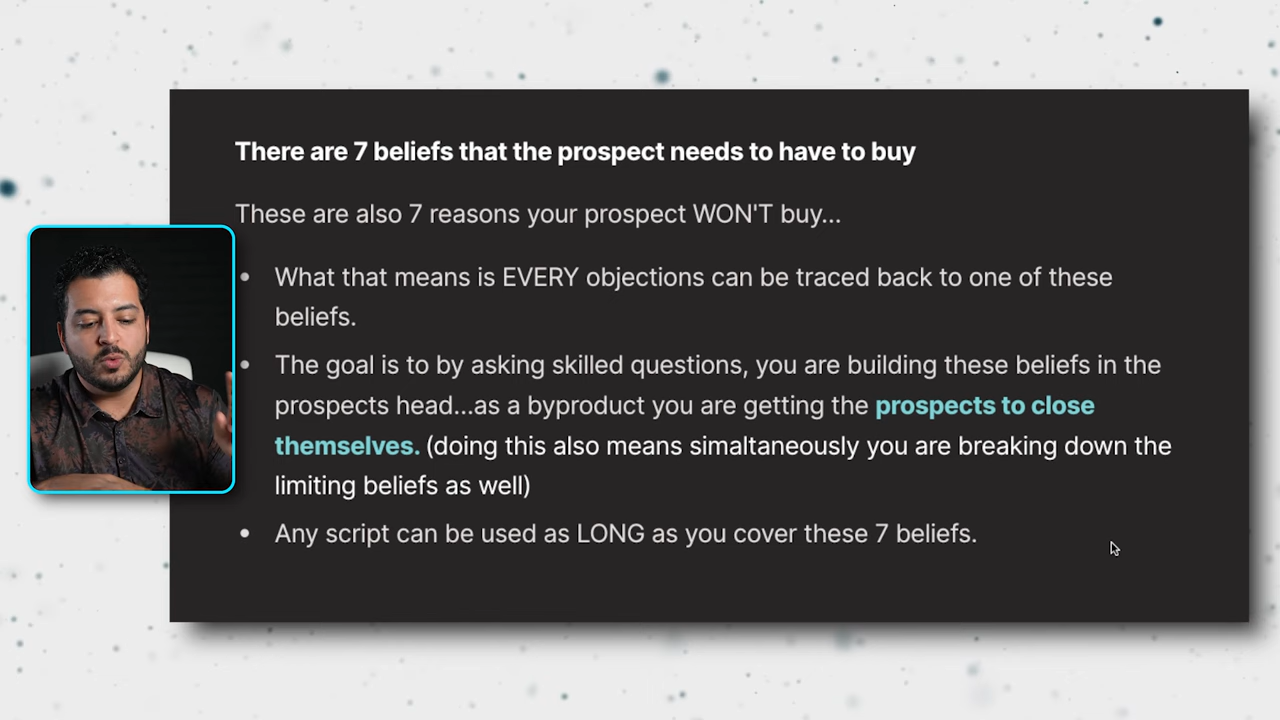 There are 7 beliefs that the prospect needs to have to buy
These are also 7 reasons your prospect WON'T buy...
• What that means is EVERY objections can be traced back to one of these
beliefs.
• The goal is to by asking skilled questions, you are building these beliefs in the
prospects head...as a byproduct you are getting the prospects to close
themselves. (doing this also means simaltaneously you are breaking down the
limiting beliefs as well)
• Any script can be used as LONG as you cover these 7 beliefs.